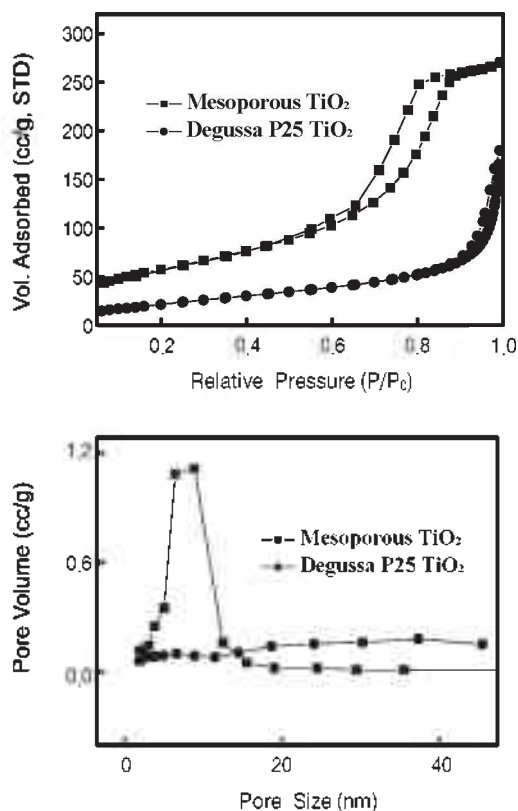 300
250
200
150
100
50
0
Vol. Adsorbed (cc/g, STD)
Mesoporous TiO₂
Degussa P25 TiO₂
0.2
0.4
0.6
0.8
1.0
Relative Pressure (P/P₀)
1.2
0.6
0.0
Pore Volume (cc/g)
Mesoporous TiO₂
Degussa P25 TiO₂
0
20
40
Pore Size (nm)